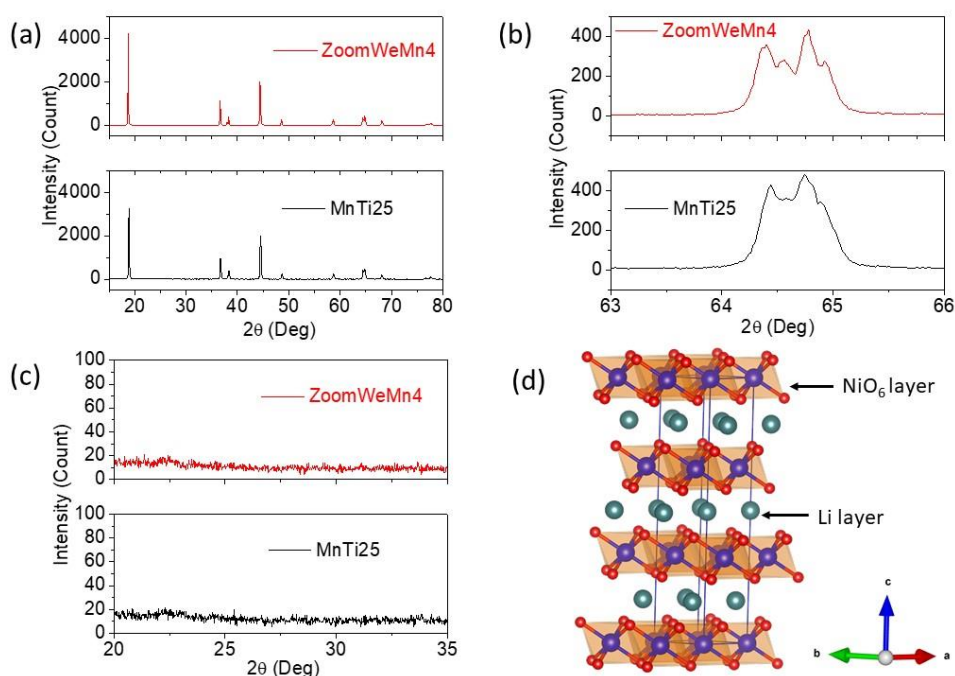 (a)
4000
2000
0
ZoomWeMn4
4000
2000
0
MnTi25
Intensity (Count)
20 30 40 50 60 70 80
2θ (Deg)
(b)
400
200
0
ZoomWeMn4
400
200
0
MnTi25
Intensity (Count)
63 64 65 66
2θ (Deg)
(c)
100
80
60
40
20
0
ZoomWeMn4
100
80
60
40
20
0
MnTi25
Intensity (Count)
20 25 30 35
2θ (Deg)
(d)
NiO₆ layer
Li layer
c
b
a